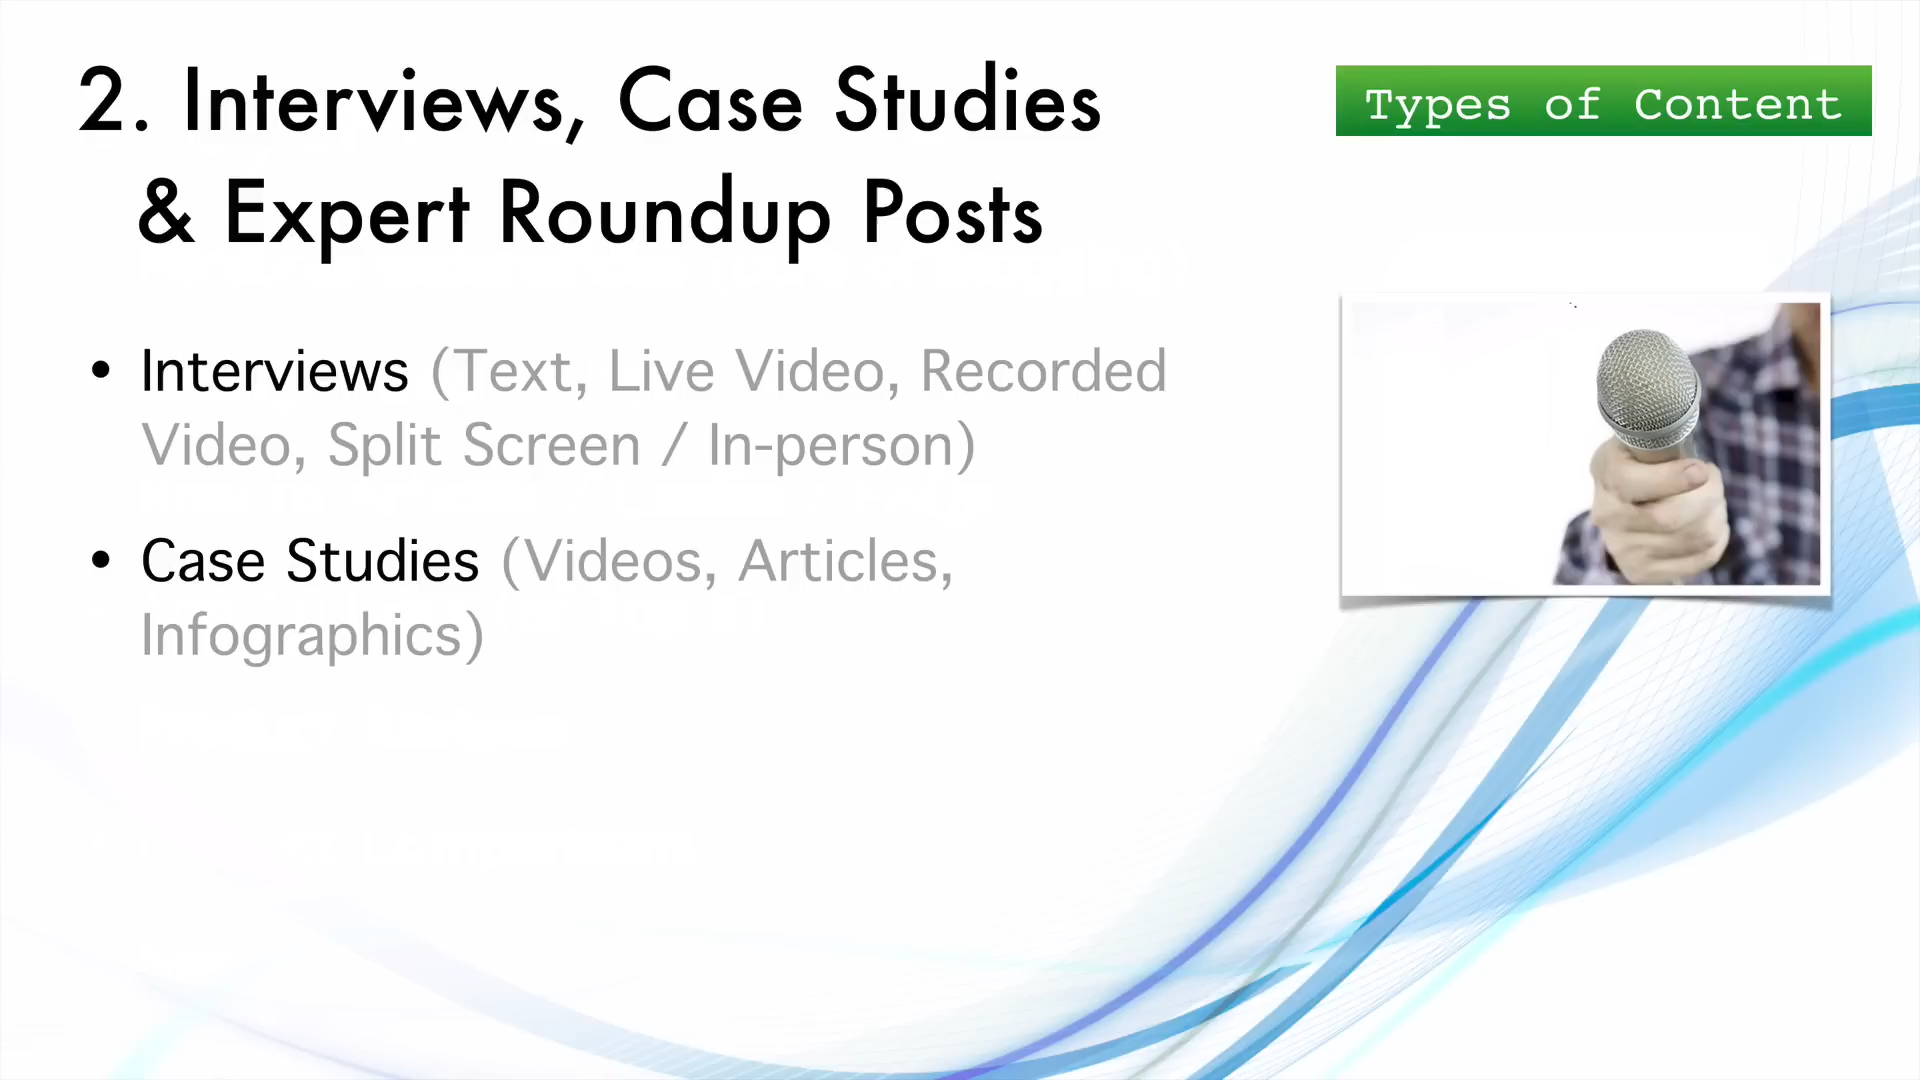 2. Interviews, Case Studies
& Expert Roundup Posts
Types of Content
• Interviews (Text, Live Video, Recorded
Video, Split Screen / In-person)
• Case Studies (Videos, Articles,
Infographics)